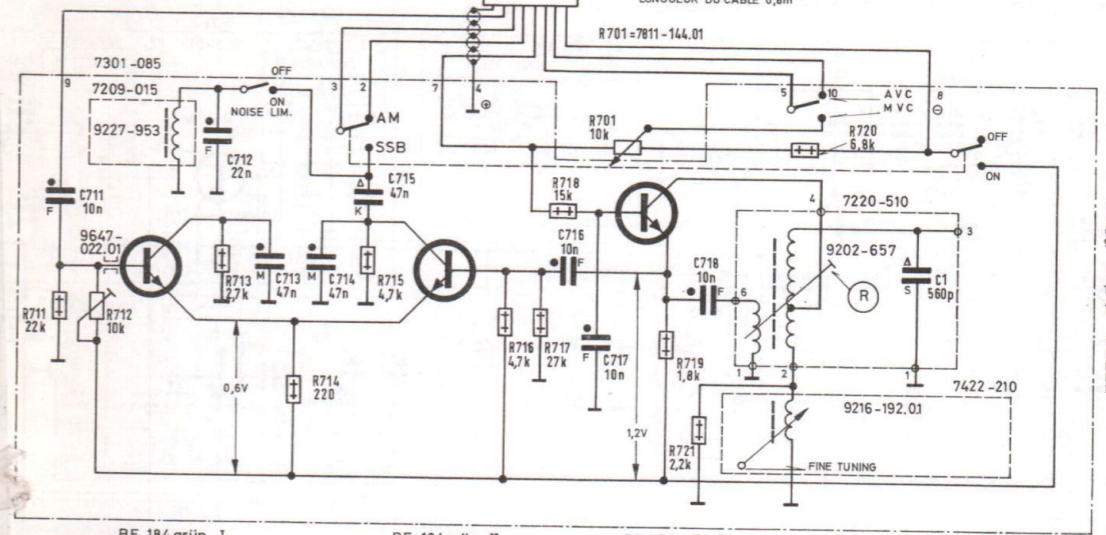 LONGUEUR DU CABLE 0,6m
R701 = 7811-144.01
7301-085
9
OFF
ON
NOISE LIM.
7209-015
9227-953
C712
22n
F
3
2
7
4
⊕
AM
SSB
5
10
AVC
MVC
8
⊖
R701
10k
R720
6,8k
OFF
ON
C711
10n
F
C715
47n
Δ
K
R718
15k
4
7220-510
3
9647-
022.01
9202-657
R713
2,7k
C713
47n
M
C714
47n
M
R715
4,7k
C716
10n
F
C718
10n
F
6
R
Δ
S
C1
560p
R711
22k
R712
10k
R716
4,7k
R717
27k
C717
10n
F
R719
1,8k
1
2
1
R714
220
0,6V
1,2V
7422-210
9216-192.01
R721
2,2k
FINE TUNING